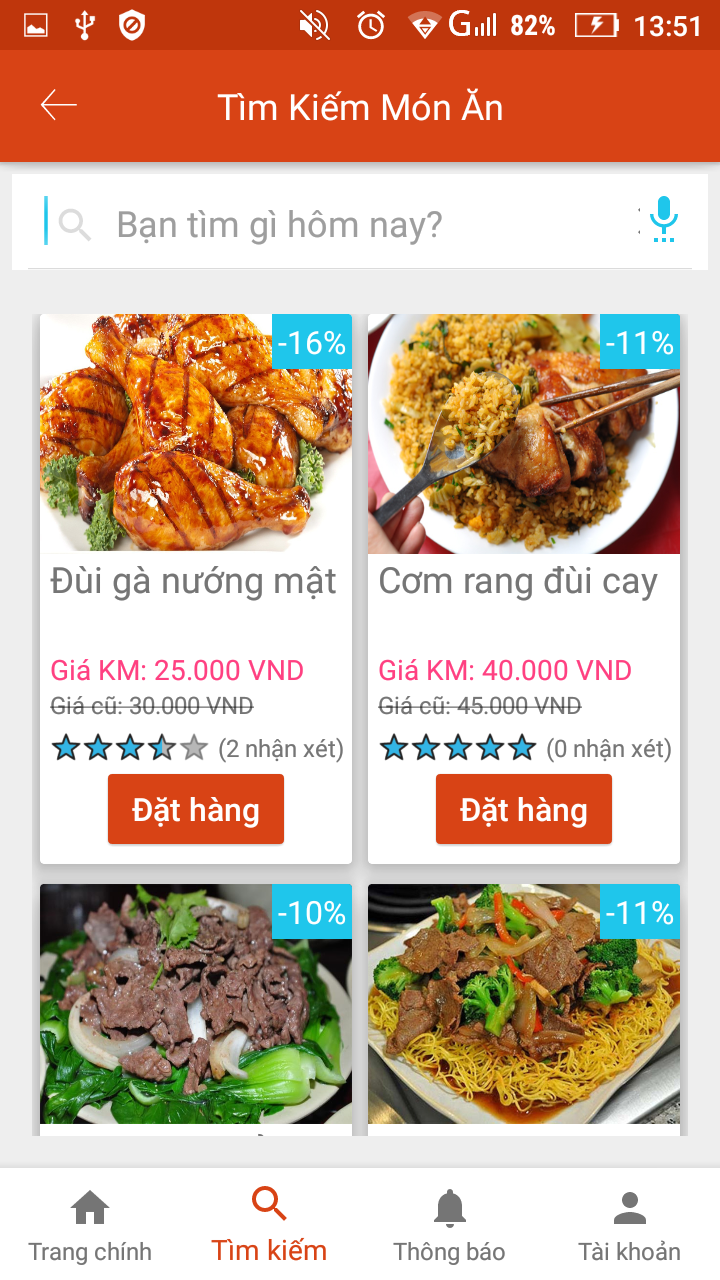 82% 13:51
Tìm Kiếm Món Ăn
Bạn tìm gì hôm nay?
-16%
Đùi gà nướng mật
Giá KM: 25.000 VND
Giá cũ: 30.000 VND
(2 nhận xét)
Đặt hàng
-11%
Cơm rang đùi cay
Giá KM: 40.000 VND
Giá cũ: 45.000 VND
(0 nhận xét)
Đặt hàng
-10%
-11%
Trang chính
Tìm kiếm
Thông báo
Tài khoản